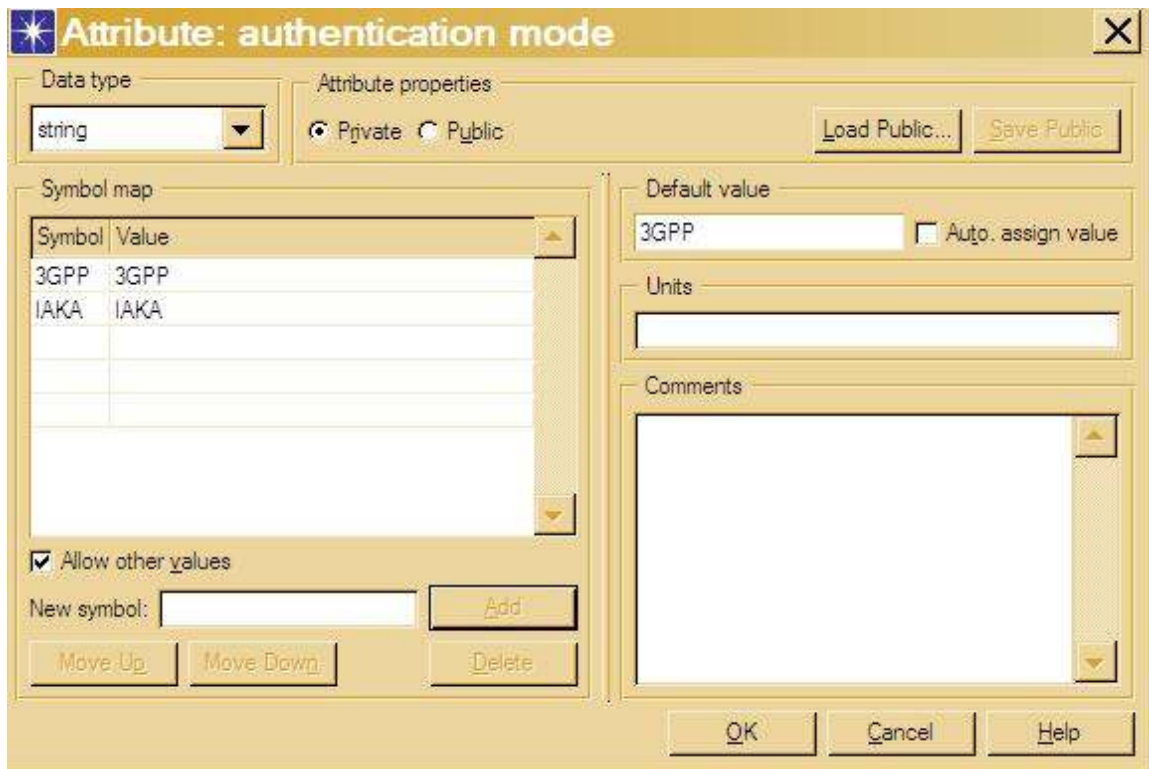 Attribute: authentication mode
Data type
string
Attribute properties
Private Public
Load Public... Save Public
Symbol map
Symbol Value
3GPP 3GPP
IAKA IAKA
Allow other values
New symbol: Add
Move Up Move Down Delete
Default value
3GPP Auto. assign value
Units
Comments
OK Cancel Help